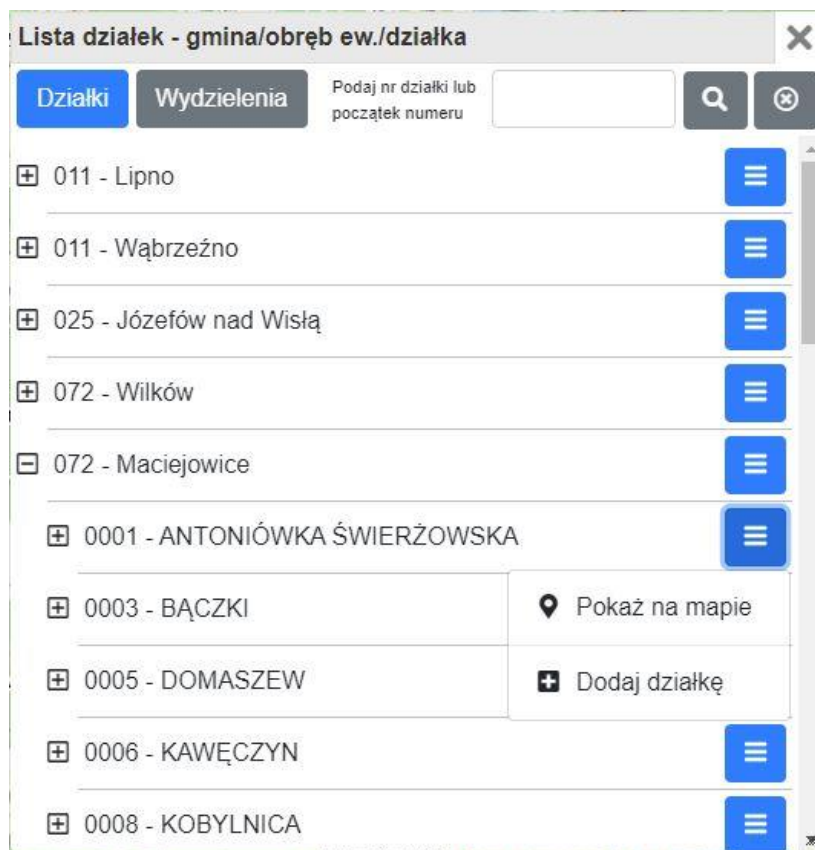 Lista działek - gmina/obręb ew./działka
Działki Wydzielenia Podaj nr działki lub
początek numeru
011 - Lipno
011 - Wąbrzeźno
025 - Józefów nad Wisłą
072 - Wilków
072 - Maciejowice
0001 - ANTONIÓWKA ŚWIERŻOWSKA
0003 - BĄCZKI
Pokaż na mapie
0005 - DOMASZEW
Dodaj działkę
0006 - KAWĘCZYN
0008 - KOBYLNICA